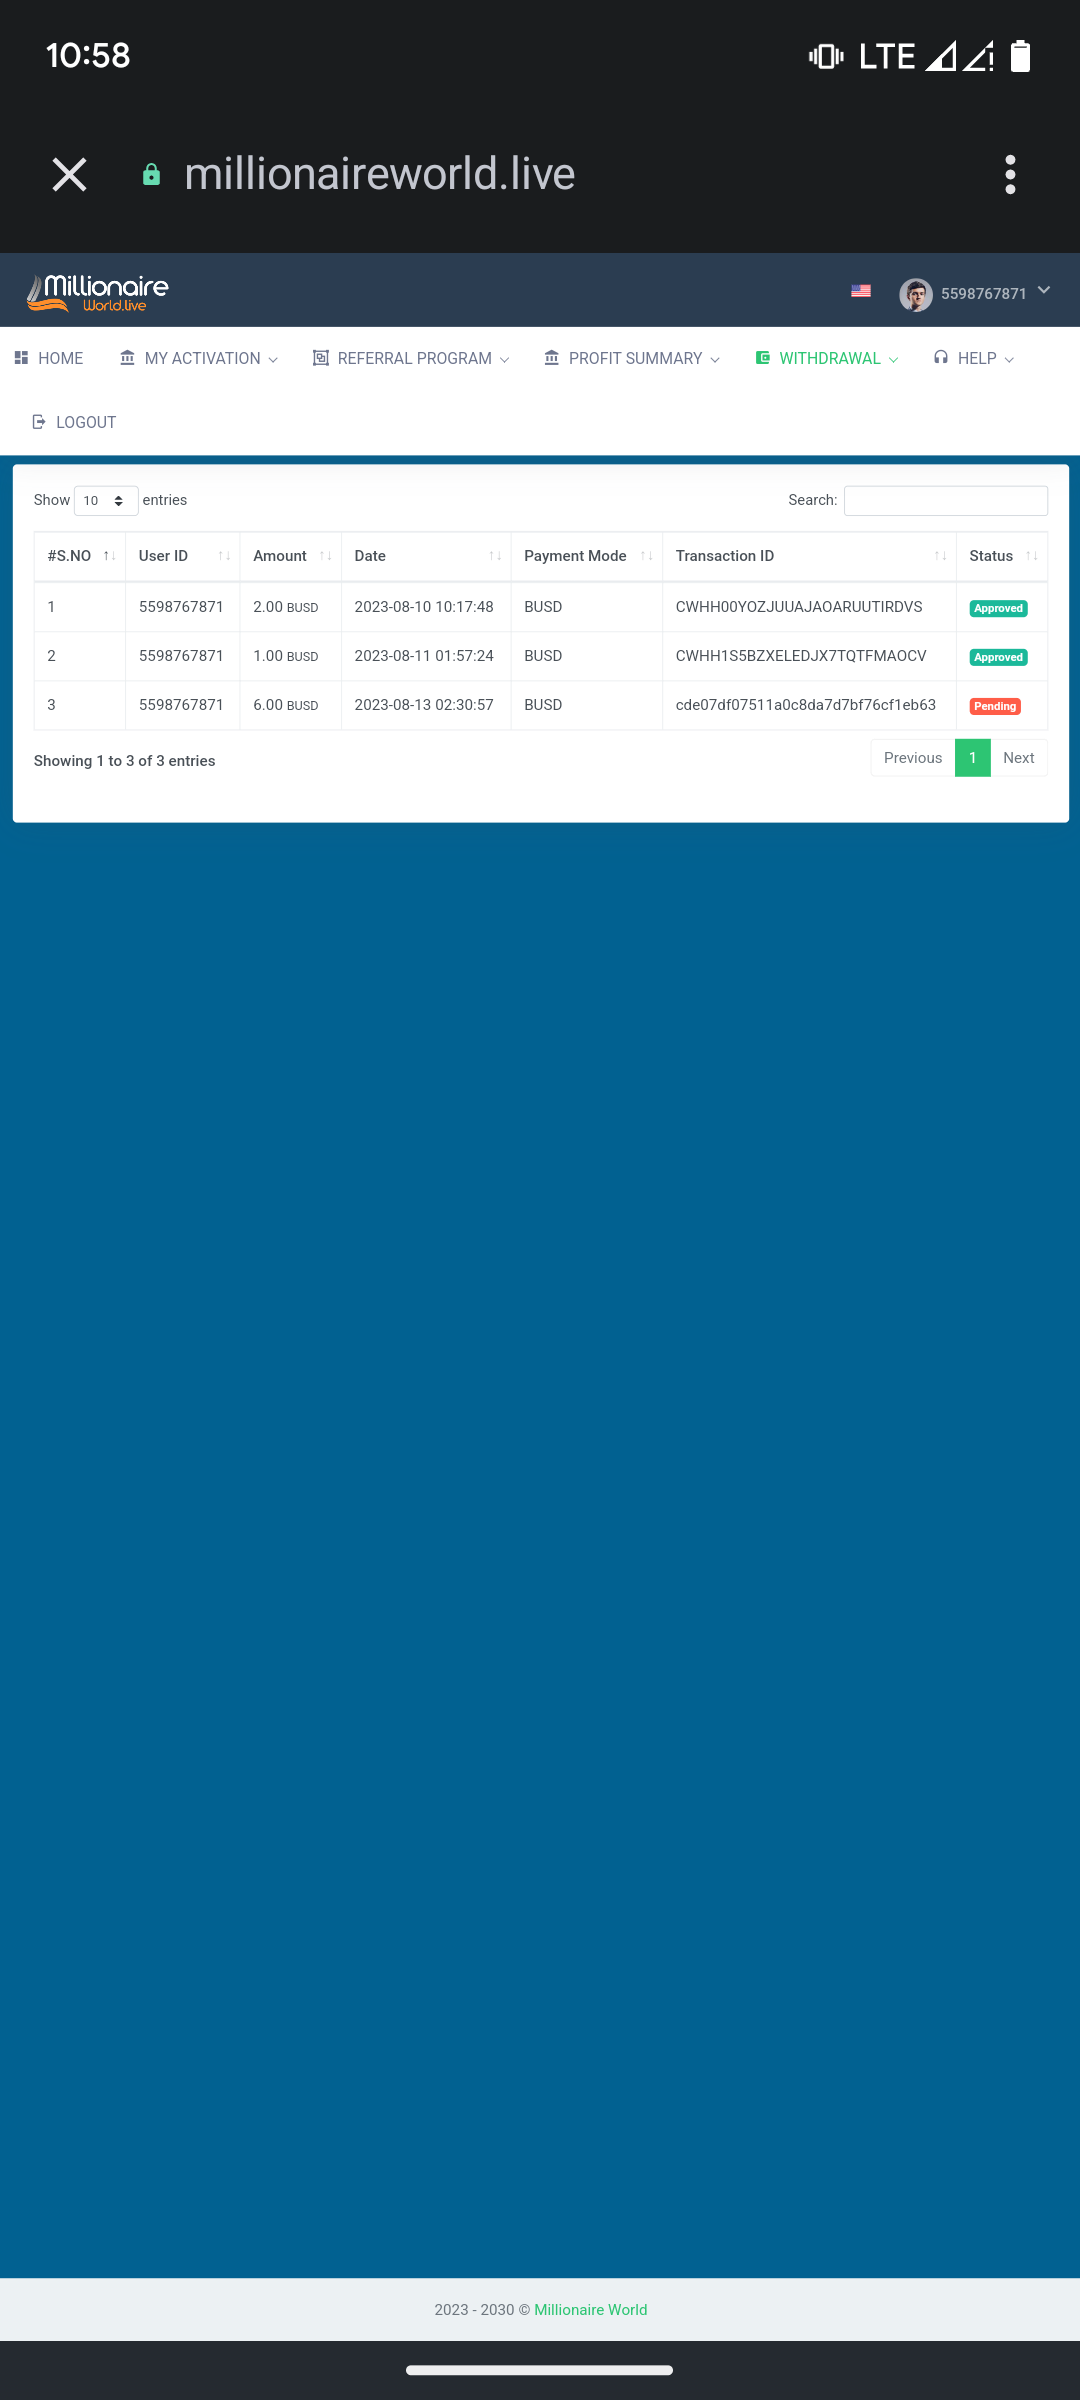 10:58 LTE
millionaireworld.live
Millionaire
World.live
5598767871
HOME MY ACTIVATION REFERRAL PROGRAM PROFIT SUMMARY WITHDRAWAL HELP
LOGOUT
Show 10 entries Search:
#S.NO User ID Amount Date Payment Mode Transaction ID Status
1 5598767871 2.00 BUSD 2023-08-10 10:17:48 BUSD CWHH00YOZJUUAJAOARUUTIRDVS Approved
2 5598767871 1.00 BUSD 2023-08-11 01:57:24 BUSD CWHH1S5BZXELEDJX7TQTFMAOCV Approved
3 5598767871 6.00 BUSD 2023-08-13 02:30:57 BUSD cde07df07511a0c8da7d7bf76cf1eb63 Pending
Showing 1 to 3 of 3 entries Previous 1 Next
2023 - 2030 © Millionaire World